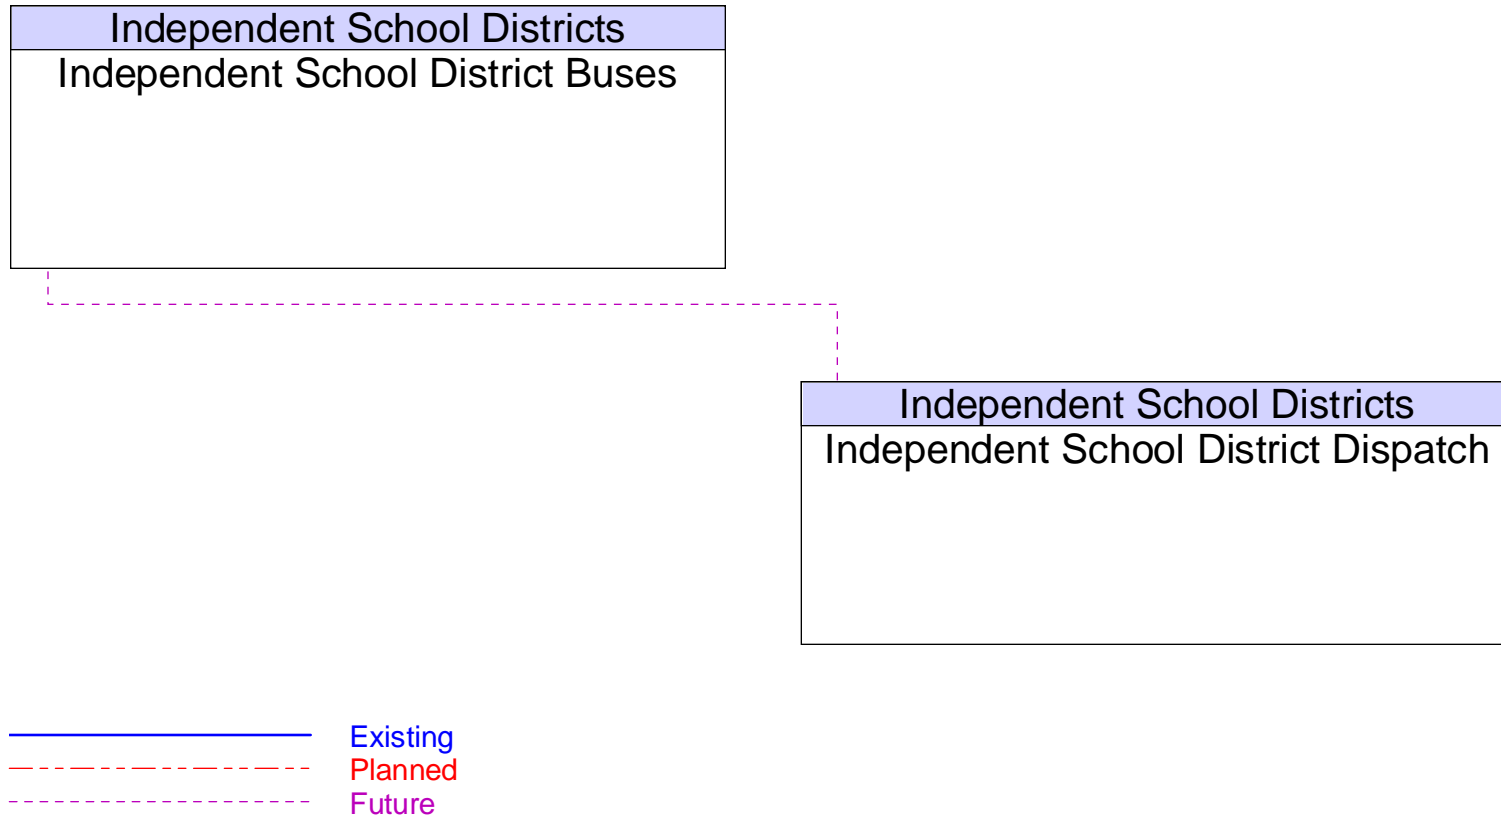 Independent School Districts
Independent School District Buses
Independent School Districts
Independent School District Dispatch
Existing
Planned
Future